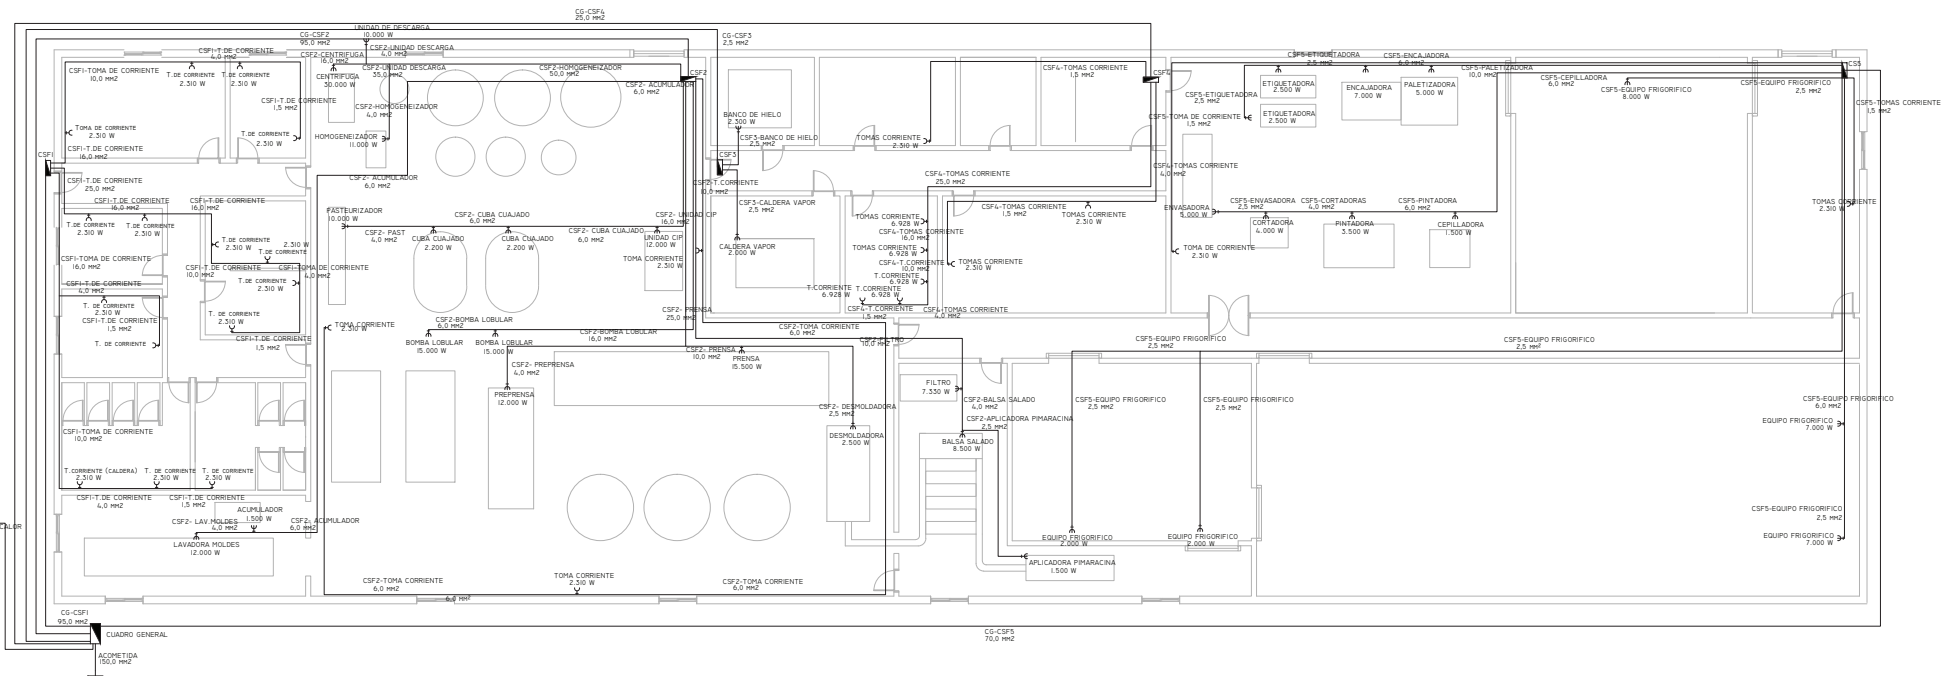 CG-CSF4
25,0 MM2
UNIDAD DE DESCARGA
10.000 W
CG-CSF2
95,0 MM2
CG-CSF3
2,5 MM2
CSF1-T.DE CORRIENTE
4,0 MM2
CSF2-CENTRIFUGA
16,0 MM2
CSF2-UNIDAD DESCARGA
4,0 MM2
CSF1-TOMA DE CORRIENTE
10,0 MM2
T.DE CORRIENTE
2.310 W
T.DE CORRIENTE
2.310 W
CENTRIFUGA
30.000 W
CSF2-UNIDAD DESCARGA
35,0 MM2
CSF2-HOMOGENEIZADOR
50,0 MM2
CSF2
CSF2- ACUMULADOR
6,0 MM2
CSF4-TOMAS CORRIENTE
1,5 MM2
CSF4
CSF5-ETIQUETADORA
2,5 MM2
CSF5-ENCAJADORA
6,0 MM2
CSF5-PALETIZADORA
10,0 MM2
CSF5-CEPILLADORA
6,0 MM2
CSF5-EQUIPO FRIGORIFICO
8.000 W
CSF5-EQUIPO FRIGORIFICO
2,5 MM2
CS5
CSF5-TOMAS CORRIENTE
1,5 MM2
ETIQUETADORA
2.500 W
ENCAJADORA
7.000 W
PALETIZADORA
5.000 W
CSF5-ETIQUETADORA
2,5 MM2
ETIQUETADORA
2.500 W
CSF5-TOMA DE CORRIENTE
2.310 W
CSF1-T.DE CORRIENTE
1,5 MM2
CSF2-HOMOGENEIZADOR
4,0 MM2
TOMA DE CORRIENTE
2.310 W
T.DE CORRIENTE
2.310 W
HOMOGENEIZADOR
11.000 W
BANCO DE HIELO
2.300 W
CSF3-BANCO DE HIELO
2,5 MM2
TOMAS CORRIENTE
2.310 W
CSF1
CSF1-T.DE CORRIENTE
16,0 MM2
CSF3
CSF4-TOMAS CORRIENTE
4,0 MM2
CSF1-T.DE CORRIENTE
25,0 MM2
CSF2- ACUMULADOR
6,0 MM2
CSF2-T.CORRIENTE
10,0 MM2
CSF4-TOMAS CORRIENTE
25,0 MM2
CSF1-T.DE CORRIENTE
16,0 MM2
CSF1-T.DE CORRIENTE
16,0 MM2
PASTEURIZADOR
10.000 W
CSF2- CUBA CUAJADO
6,0 MM2
CSF2- UNIDAD CIP
16,0 MM2
CSF3-CALDERA VAPOR
2,5 MM2
CSF4-TOMAS CORRIENTE
1,5 MM2
TOMAS CORRIENTE
2.310 W
ENVASADORA
5.000 W
CSF5-ENVASADORA
2,5 MM2
CSF5-CORTADORAS
4,0 MM2
CSF5-PINTADORA
6,0 MM2
TOMAS CORRIENTE
2.310 W
T.DE CORRIENTE
2.310 W
T.DE CORRIENTE
2.310 W
CSF2- PAST
4,0 MM2
CSF2- CUBA CUAJADO
6,0 MM2
TOMAS CORRIENTE
6.928 W
CSF4-TOMAS CORRIENTE
16,0 MM2
CORTADORA
4.000 W
PINTADORA
3.500 W
CEPILLADORA
1.500 W
T.DE CORRIENTE
2.310 W
2.310 W
T.DE CORRIENTE
CUBA CUAJADO
2.200 W
CUBA CUAJADO
2.200 W
UNIDAD CIP
12.000 W
TOMA CORRIENTE
2.310 W
CALDERA VAPOR
2.000 W
TOMAS CORRIENTE
6.928 W
TOMA DE CORRIENTE
2.310 W
CSF1-TOMA DE CORRIENTE
16,0 MM2
CSF1-T.DE CORRIENTE
10,0 MM2
CSF1-TOMA DE CORRIENTE
4,0 MM2
CSF4-T.CORRIENTE
10,0 MM2
TOMAS CORRIENTE
2.310 W
T.CORRIENTE
6.928 W
CSF1-T.DE CORRIENTE
4,0 MM2
T.DE CORRIENTE
2.310 W
T.CORRIENTE
6.928 W
T.CORRIENTE
6.928 W
T. DE CORRIENTE
2.310 W
CSF1-T.DE CORRIENTE
1,5 MM2
T. DE CORRIENTE
2.310 W
CSF2- PRENSA
25,0 MM2
CSF4-T.CORRIENTE
1,5 MM2
CSF4-TOMAS CORRIENTE
4,0 MM2
TOMA CORRIENTE
2.310 W
CSF2-BOMBA LOBULAR
6,0 MM2
CSF2-BOMBA LOBULAR
16,0 MM2
CSF2-TOMA CORRIENTE
6,0 MM2
CSF1-T.DE CORRIENTE
1,5 MM2
T. DE CORRIENTE
BOMBA LOBULAR
15.000 W
BOMBA LOBULAR
15.000 W
CSF2-FILTRO
10,0 MM2
CSF5-EQUIPO FRIGORIFICO
2,5 MM2
CSF5-EQUIPO FRIGORIFICO
2,5 MM2
CSF2- PRENSA
10,0 MM2
PRENSA
15.500 W
CSF2- PREPRENSA
4,0 MM2
PREPRENSA
12.000 W
FILTRO
7.330 W
CSF2- DESMOLDADORA
2,5 MM2
CSF2-BALSA SALADO
4,0 MM2
CSF5-EQUIPO FRIGORIFICO
2,5 MM2
CSF5-EQUIPO FRIGORIFICO
2,5 MM2
CSF5-EQUIPO FRIGORIFICO
6,0 MM2
CSF2-APLICADORA PIMARACINA
2,5 MM2
EQUIPO FRIGORIFICO
7.000 W
CSF1-TOMA DE CORRIENTE
10,0 MM2
DESMOLDADORA
2.500 W
BALSA SALADO
8.500 W
T.CORRIENTE (CALDERA)
2.310 W
T. DE CORRIENTE
2.310 W
T. DE CORRIENTE
2.310 W
CSF1-T.DE CORRIENTE
4,0 MM2
CSF1-T.DE CORRIENTE
1,5 MM2
ACUMULADOR
1.500 W
CSF2- LAV.MOLDES
4,0 MM2
CSF2- ACUMULADOR
6,0 MM2
CSF5-EQUIPO FRIGORIFICO
2,5 MM2
CALOR
LAVADORA MOLDES
12.000 W
EQUIPO FRIGORIFICO
2.000 W
EQUIPO FRIGORIFICO
2.000 W
EQUIPO FRIGORIFICO
7.000 W
APLICADORA PIMARACINA
1.500 W
CSF2-TOMA CORRIENTE
6,0 MM2
TOMA CORRIENTE
2.310 W
CSF2-TOMA CORRIENTE
6,0 MM2
6,0 MM2
CG-CSF1
95,0 MM2
CUADRO GENERAL
CG-CSF5
70,0 MM2
ACOMETIDA
150,0 MM2